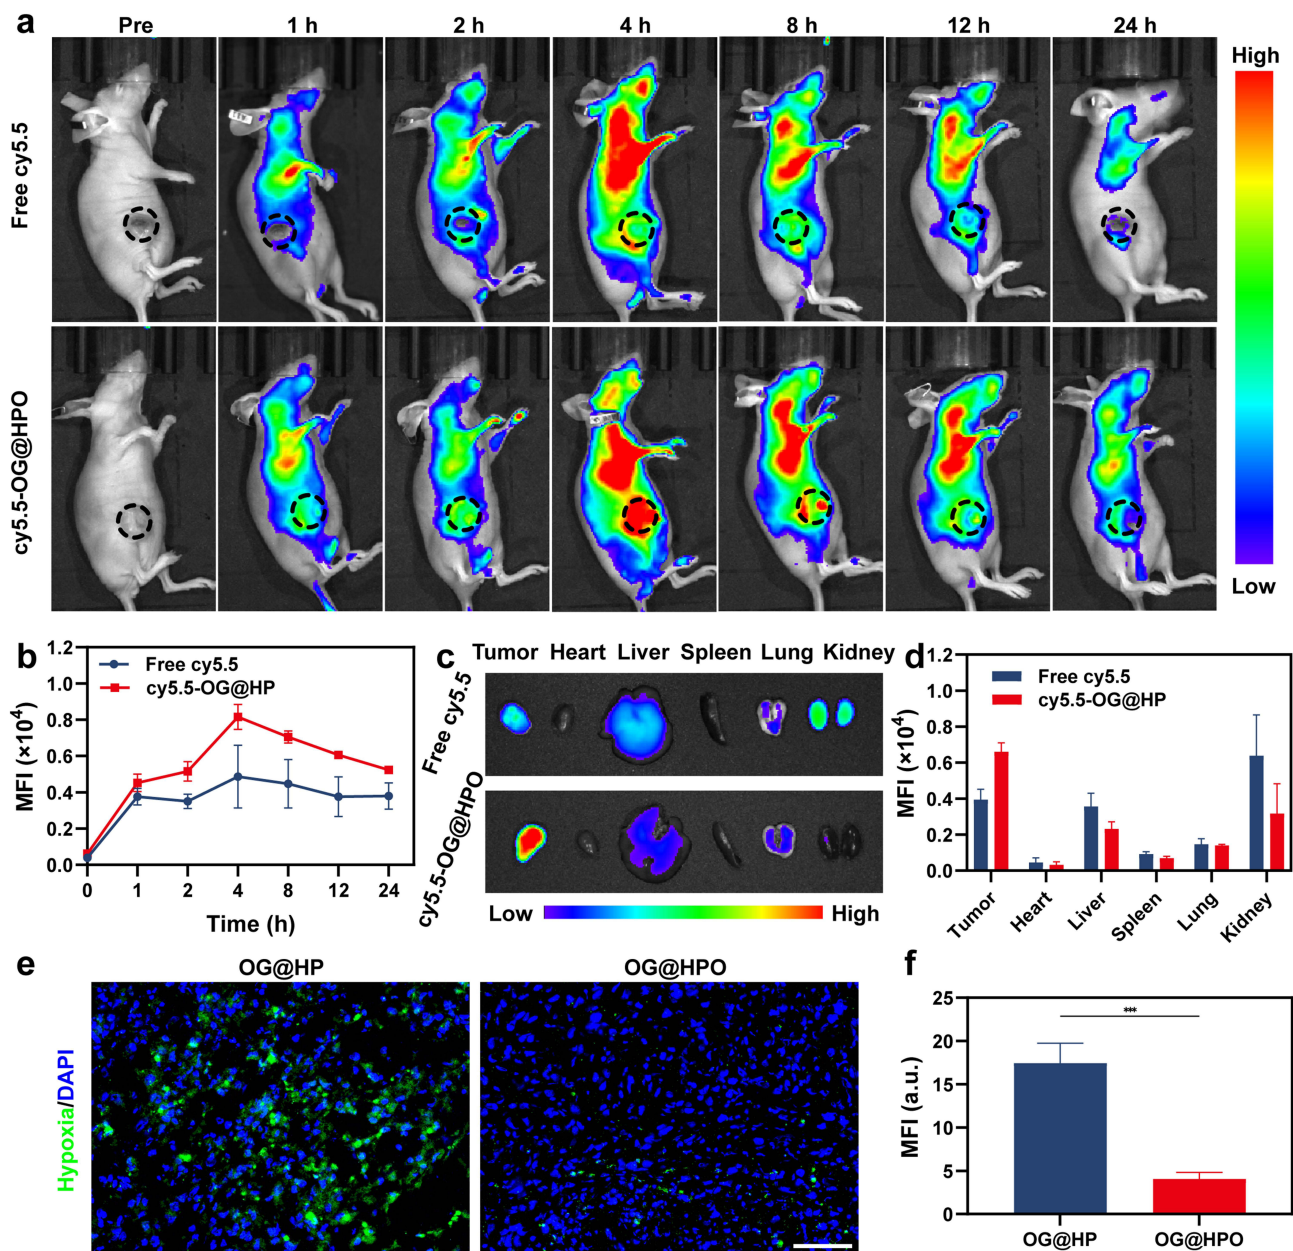 a
Pre 1 h 2 h 4 h 8 h 12 h 24 h
Free cy5.5
cy5.5-OG@HPO
High
Low
b
MFI (×10⁴)
1.2
1.0
0.8
0.6
0.4
0.2
0.0
Free cy5.5
cy5.5-OG@HP
0 1 2 4 8 12 24
Time (h)
c
Tumor Heart Liver Spleen Lung Kidney
Free cy5.5
cy5.5-OG@HPO
Low High
d
MFI (×10⁴)
1.2
1.0
0.8
0.6
0.4
0.2
0.0
Free cy5.5
cy5.5-OG@HP
Tumor Heart Liver Spleen Lung Kidney
e
OG@HP OG@HPO
Hypoxia/DAPI
f
MFI (a.u.)
25
20
15
10
5
0
***
OG@HP OG@HPO